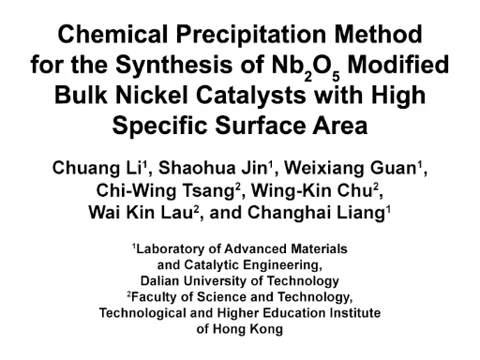 Chemical Precipitation Method
for the Synthesis of Nb₂O₅ Modified
Bulk Nickel Catalysts with High
Specific Surface Area
Chuang Li¹, Shaohua Jin¹, Weixiang Guan¹,
Chi-Wing Tsang², Wing-Kin Chu²,
Wai Kin Lau², and Changhai Liang¹
¹Laboratory of Advanced Materials
and Catalytic Engineering,
Dalian University of Technology
²Faculty of Science and Technology,
Technological and Higher Education Institute
of Hong Kong